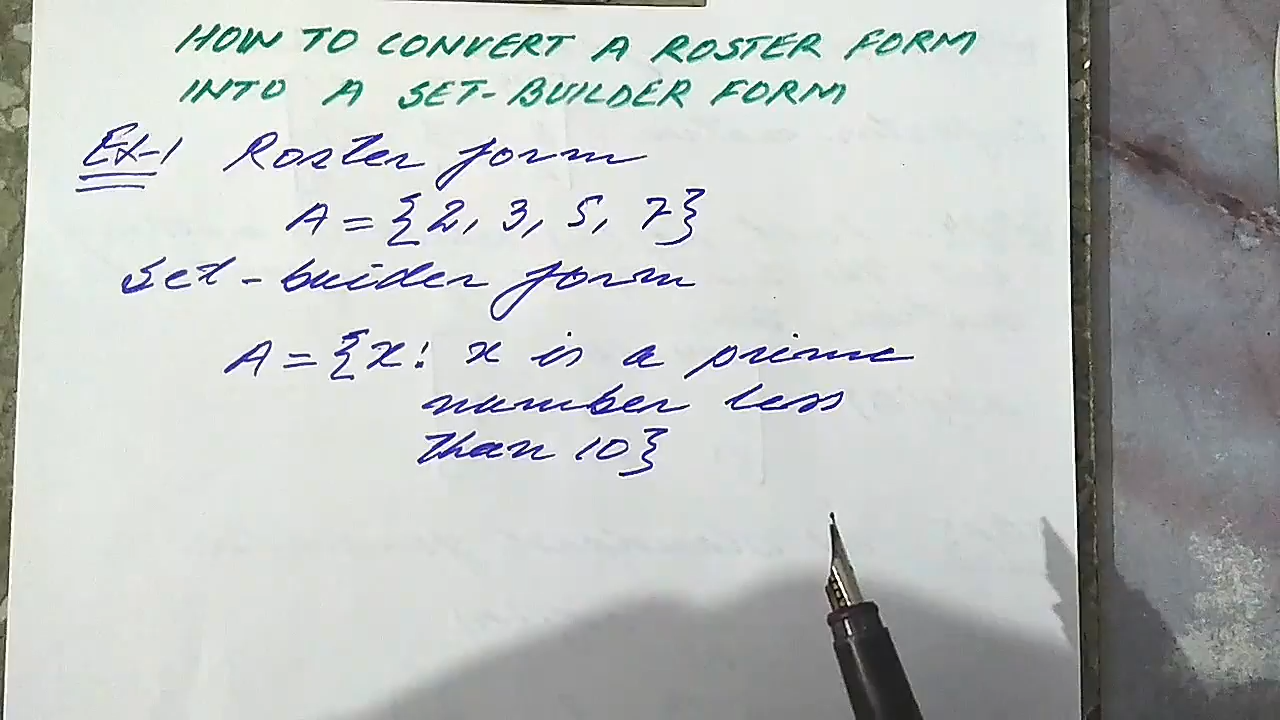 HOW TO CONVERT A ROSTER FORM
INTO A SET-BUILDER FORM
Ex-1 Roster form
A = {2, 3, 5, 7}
Set-buider form
A = {x: x is a prime
number less
than 10}